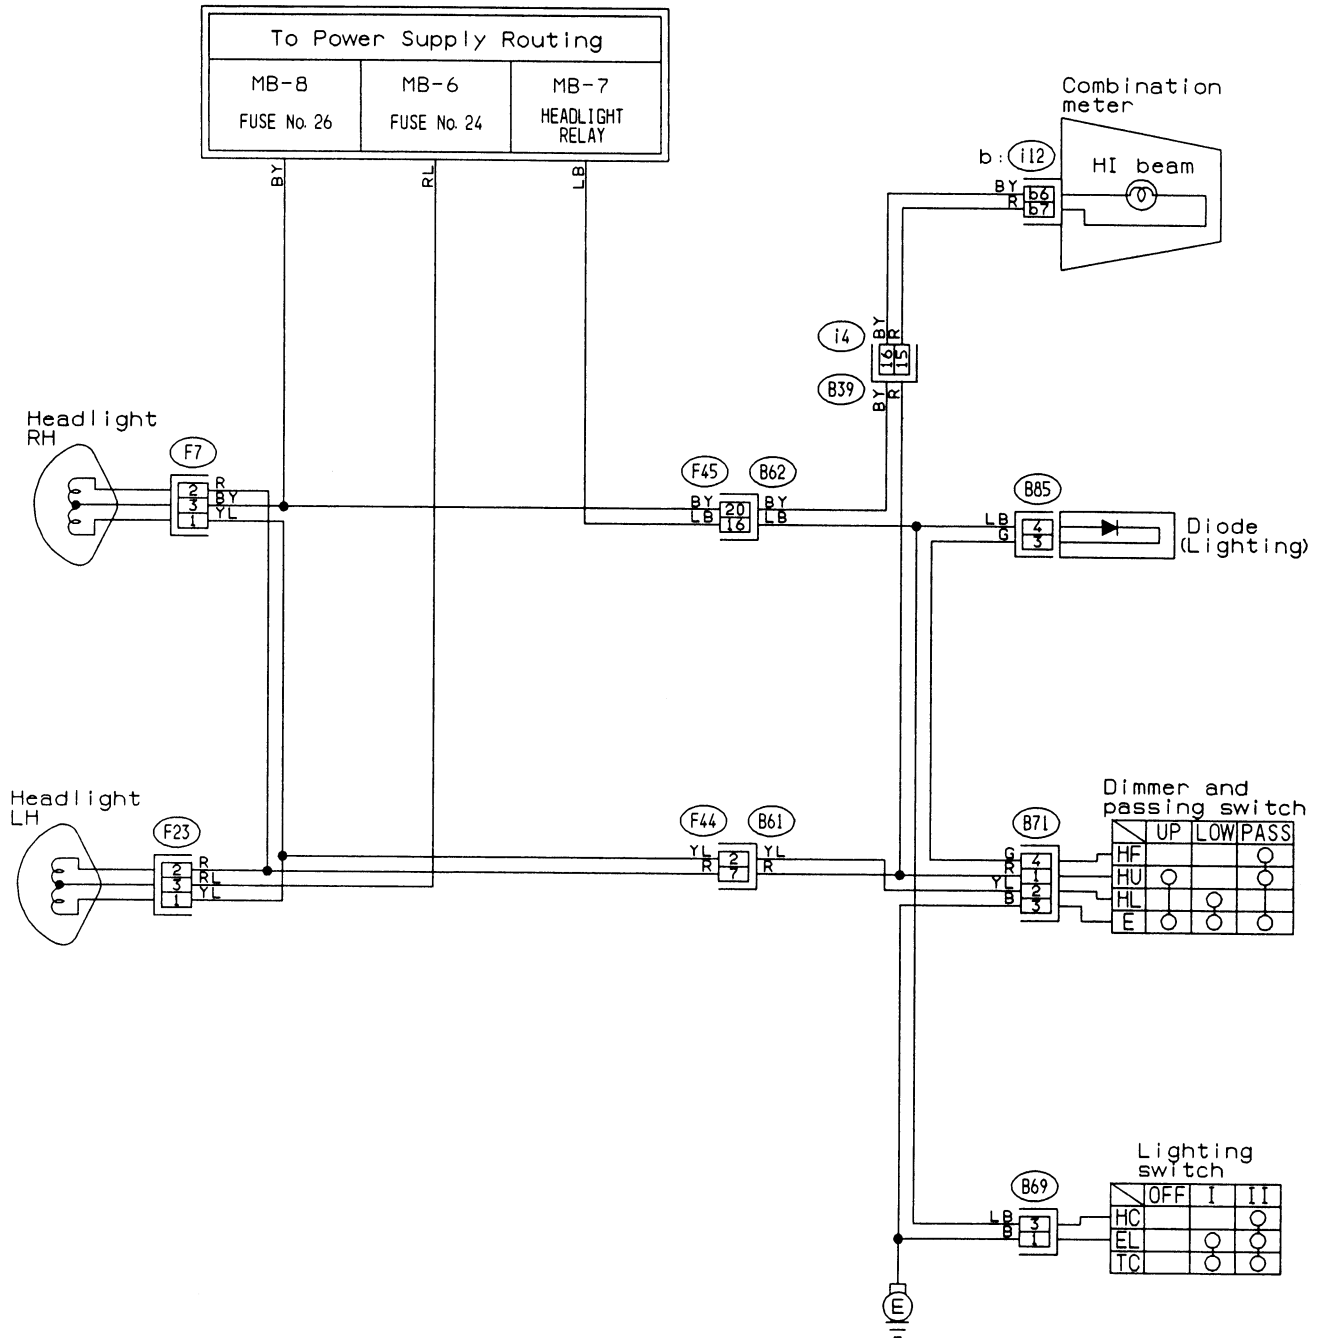 To Power Supply Routing
MB-8
FUSE No. 26
MB-6
FUSE No. 24
MB-7
HEADLIGHT
RELAY
BY
RL
LB
Combination
meter
b: i12
HI beam
BY
R
b6
b7
i4
BY
R
16
15
B39
BY
R
Headlight
RH
F7
2
3
1
R
BY
YL
F45
B62
BY
LB
20
16
BY
LB
B85
LB
G
4
3
Diode
(Lighting)
Headlight
LH
F23
2
3
1
R
RL
YL
F44
B61
YL
R
2
7
YL
R
Dimmer and
passing switch
B71
G
R
YL
B
4
1
2
3
UP LOW PASS
HF
HU
HL
E
Lighting
switch
B69
LB
B
3
1
OFF I II
HC
EL
TC
E